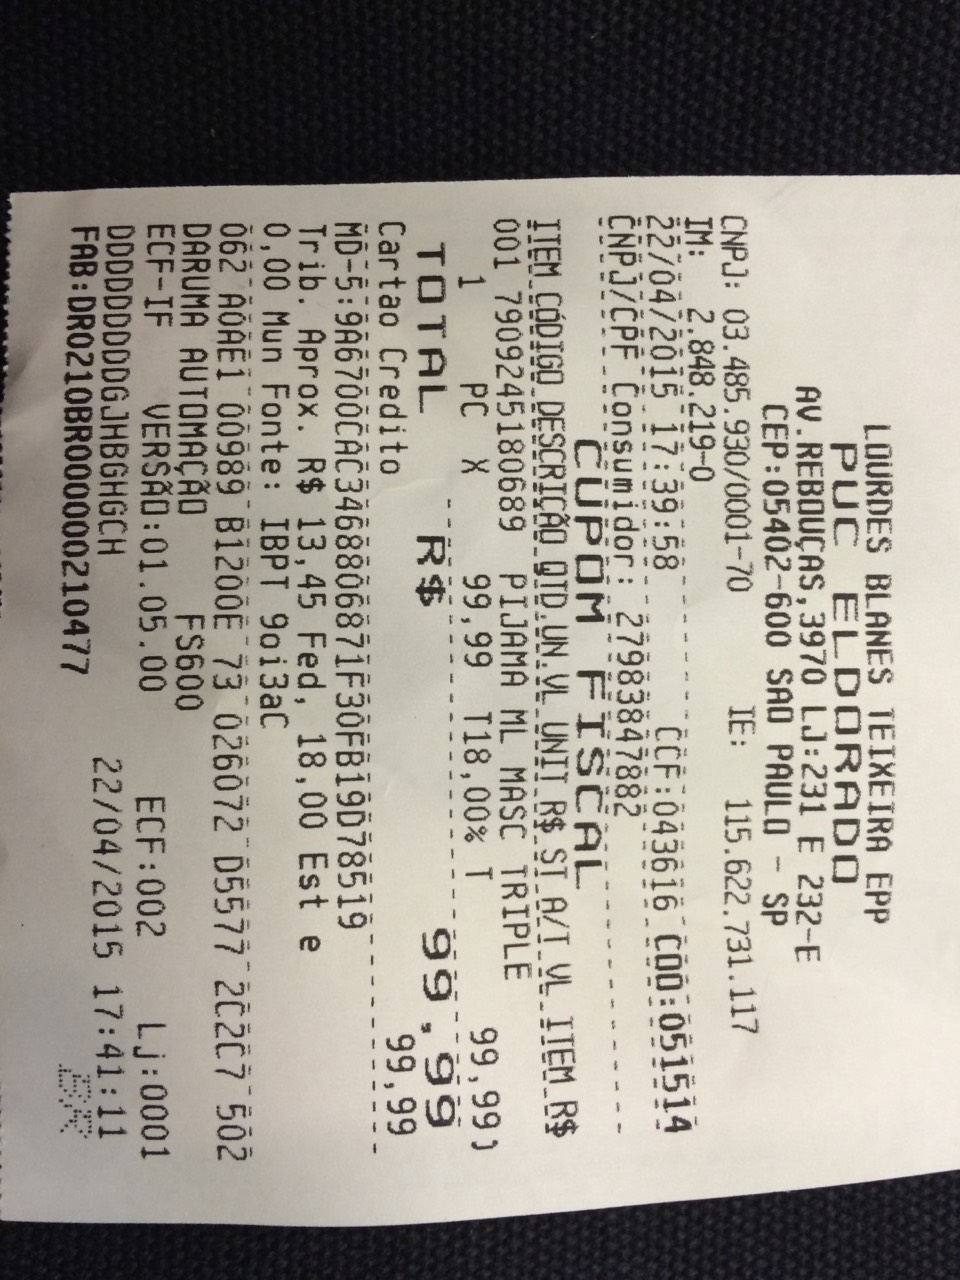 LOURDES BLANES TEIXEIRA EPP
PUC ELDORADO
AV.REBOUÇAS,3970 LJ:231 E 232-E
CEP:05402-600 SAO PAULO - SP
CNPJ: 03.485.930/0001-70 IE: 115.622.731.117
IM: 2.848.219-0
22/04/2015 17:39:58 CCF:043616 COO:051514
CNPJ/CPF Consumidor: 27983847882
CUPOM FISCAL
ITEM CÓDIGO DESCRIÇÃO QTD.UN.VL UNIT R$ ST A/T VL ITEM R$
001 7909245180689 PIJAMA ML MASC TRIPLE
1 PC X 99,99 T18,00% T 99,99
TOTAL R$ 99,99
Cartao Credito 99,99
MD-5:9A6700CAC3468806871F30FB19D78519
Trib. Aprox. R$ 13,45 Fed, 18,00 Est e
0,00 Mun Fonte: IBPT 9oi3aC
062 A0AE1 00989 B1200E 73 026072 D5577 2C2C7 502
DARUMA AUTOMAÇÃO FS600
ECF-IF VERSÃO:01.05.00 ECF:002 Lj:0001
DDDDDDDDDGJHBGHGCH 22/04/2015 17:41:11
FAB:DR0210BR000000210477 BR